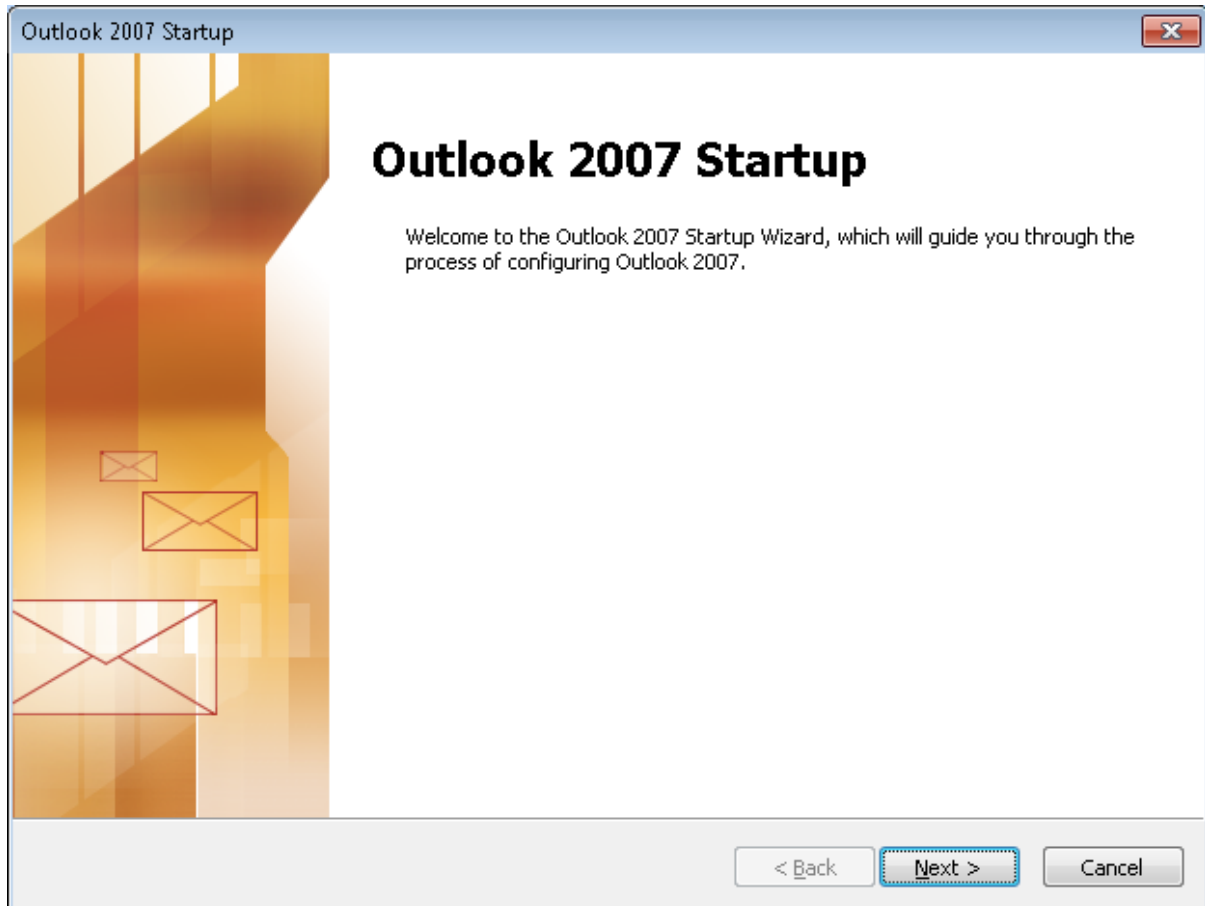 Outlook 2007 Startup
Outlook 2007 Startup
Welcome to the Outlook 2007 Startup Wizard, which will guide you through the
process of configuring Outlook 2007.
< Back
Next >
Cancel